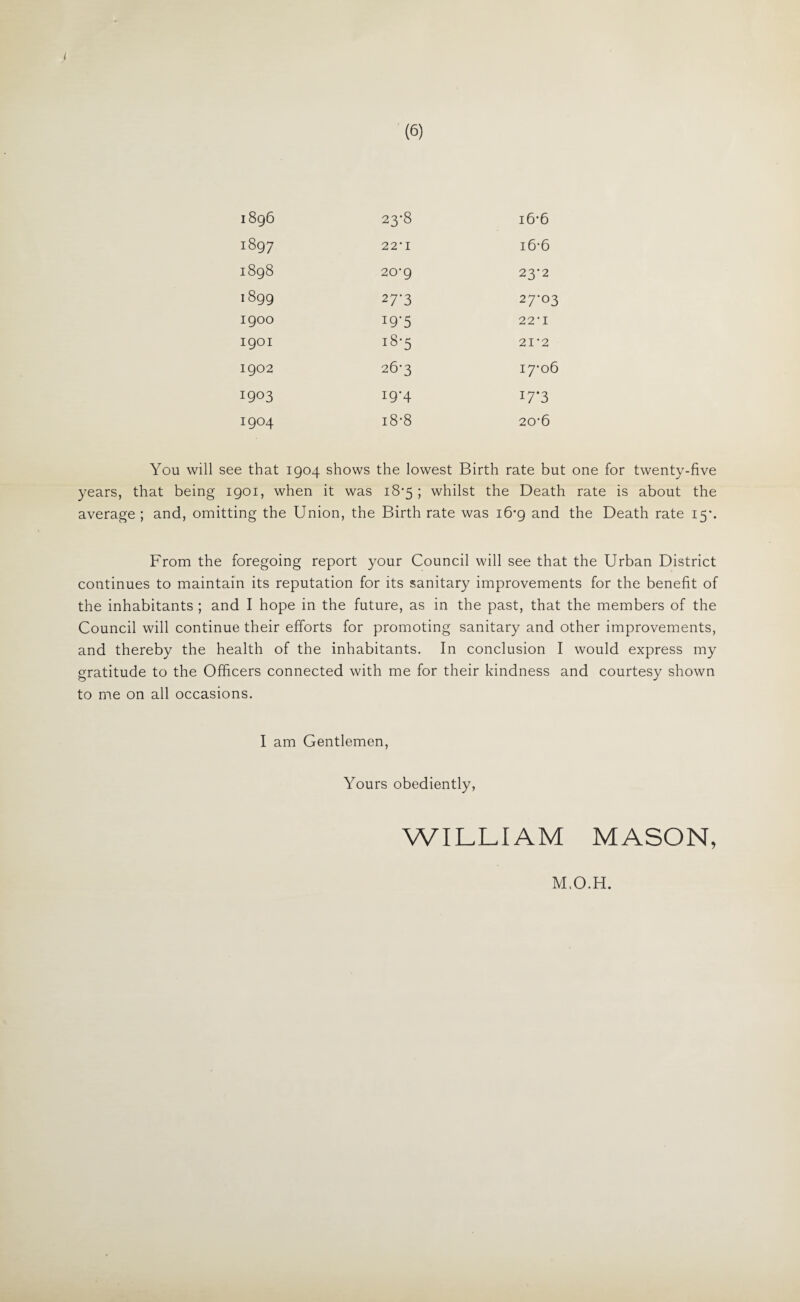 (6)
1896 23·8 16·6
1897 22·1 16·6
1898 20·9 23·2
1899 27·3 27·03
1900 19·5 22·1
1901 18·5 21·2
1902 26·3 17·06
1903 19·4 17·3
1904 18·8 20·6
You will see that 1904 shows the lowest Birth rate but one for twenty-five
years, that being 1901, when it was 18·5 ; whilst the Death rate is about the
average ; and, omitting the Union, the Birth rate was 16·9 and the Death rate 15·.
From the foregoing report your Council will see that the Urban District
continues to maintain its reputation for its sanitary improvements for the benefit of
the inhabitants ; and I hope in the future, as in the past, that the members of the
Council will continue their efforts for promoting sanitary and other improvements,
and thereby the health of the inhabitants. In conclusion I would express my
gratitude to the Officers connected with me for their kindness and courtesy shown
to me on all occasions.
I am Gentlemen,
Yours obediently,
WILLIAM MASON,
M.O.H.